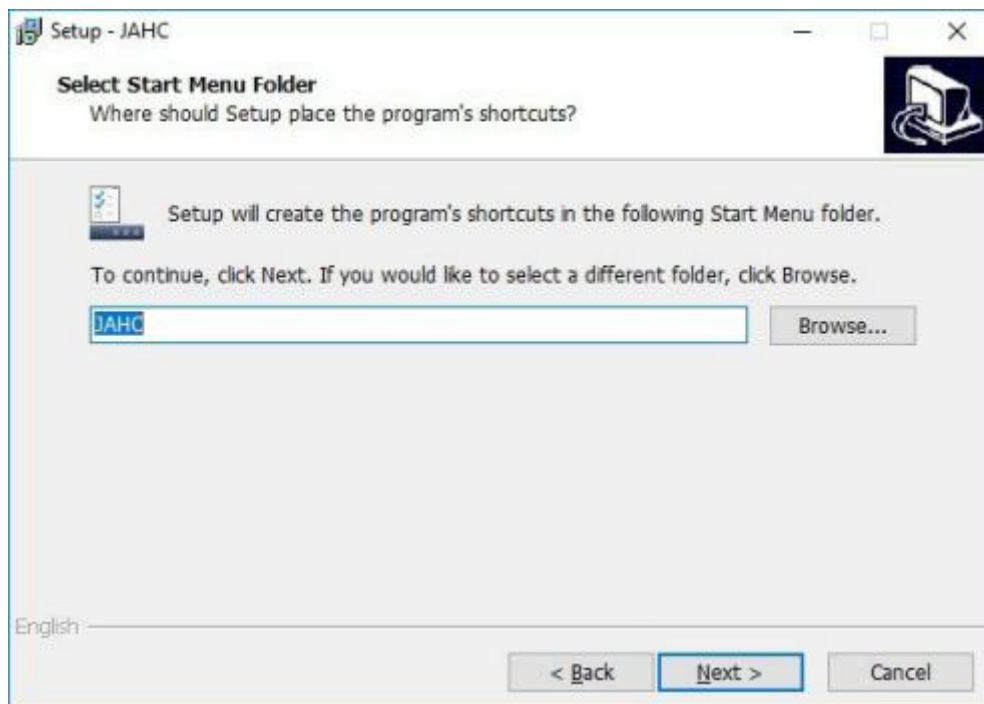 Setup - JAHC
Select Start Menu Folder
Where should Setup place the program's shortcuts?
Setup will create the program's shortcuts in the following Start Menu folder.
To continue, click Next. If you would like to select a different folder, click Browse.
JAHC
Browse...
English
< Back
Next >
Cancel